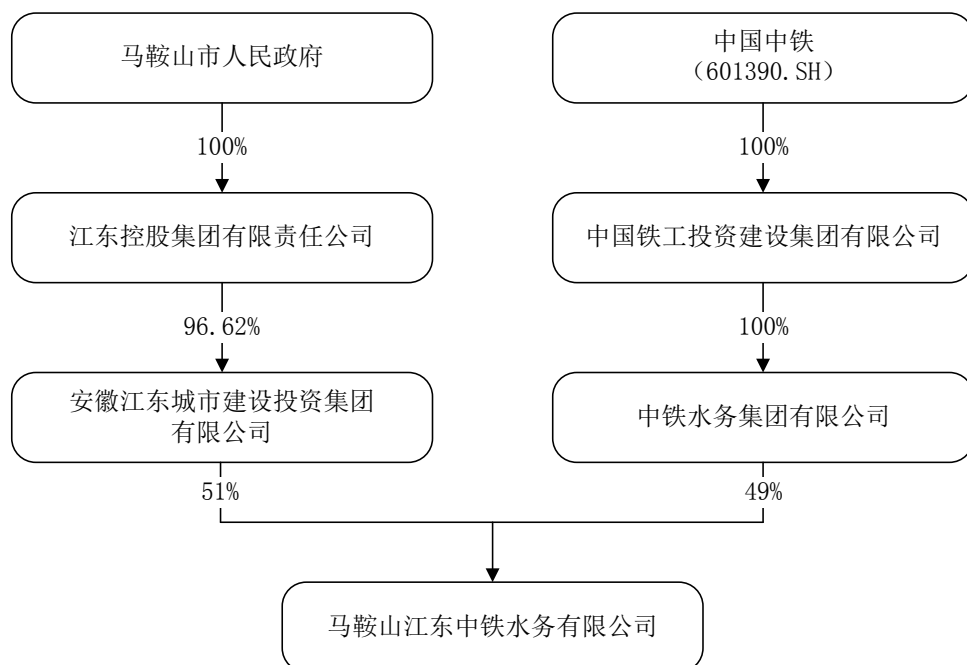 马鞍山市人民政府
中国中铁
（601390.SH）
100%
100%
江东控股集团有限责任公司
中国铁工投资建设集团有限公司
96.62%
100%
安徽江东城市建设投资集团
有限公司
中铁水务集团有限公司
51%
49%
马鞍山江东中铁水务有限公司